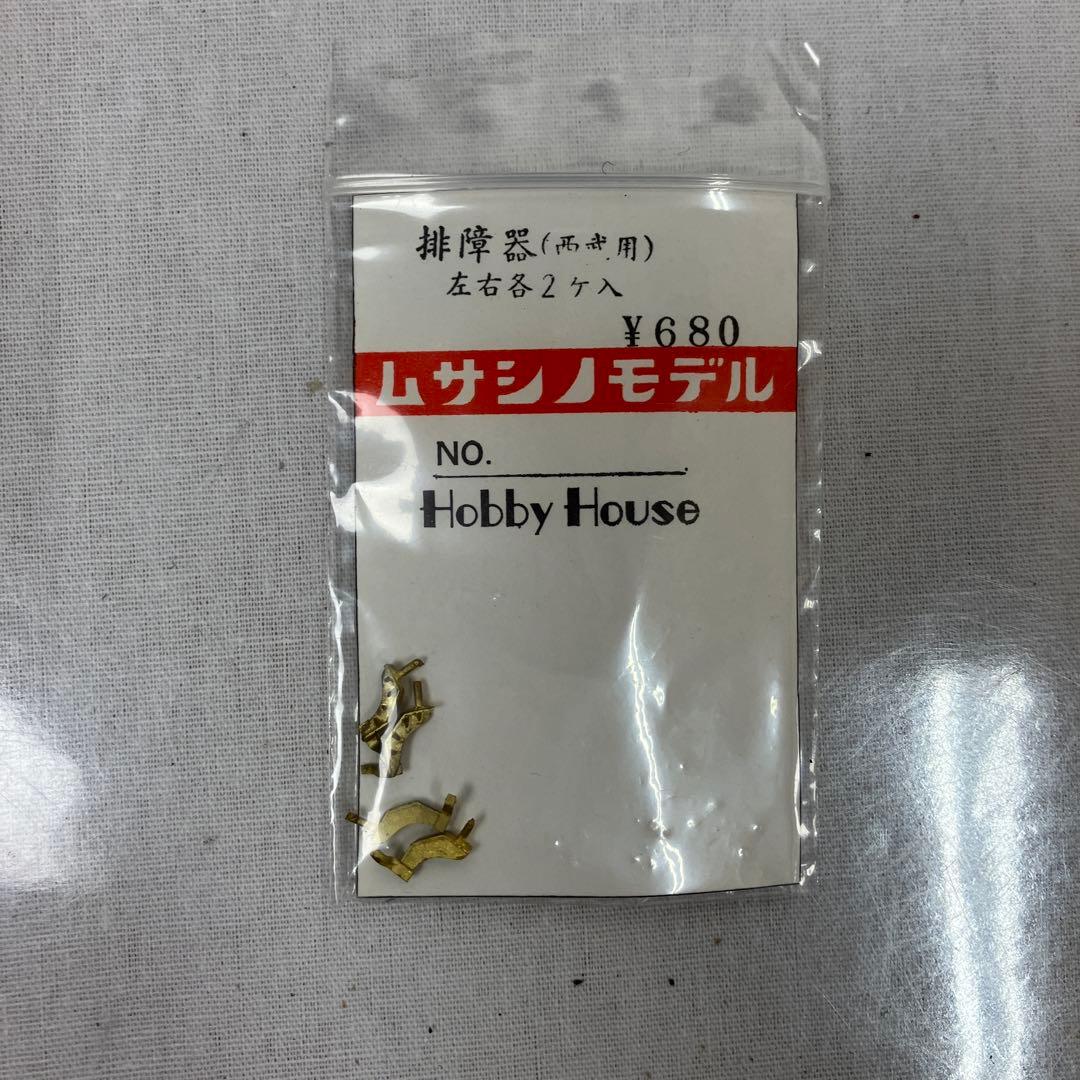 排障器(西武用)
左右各2ケ入
¥680
ムサシノモデル
NO.
Hobby House